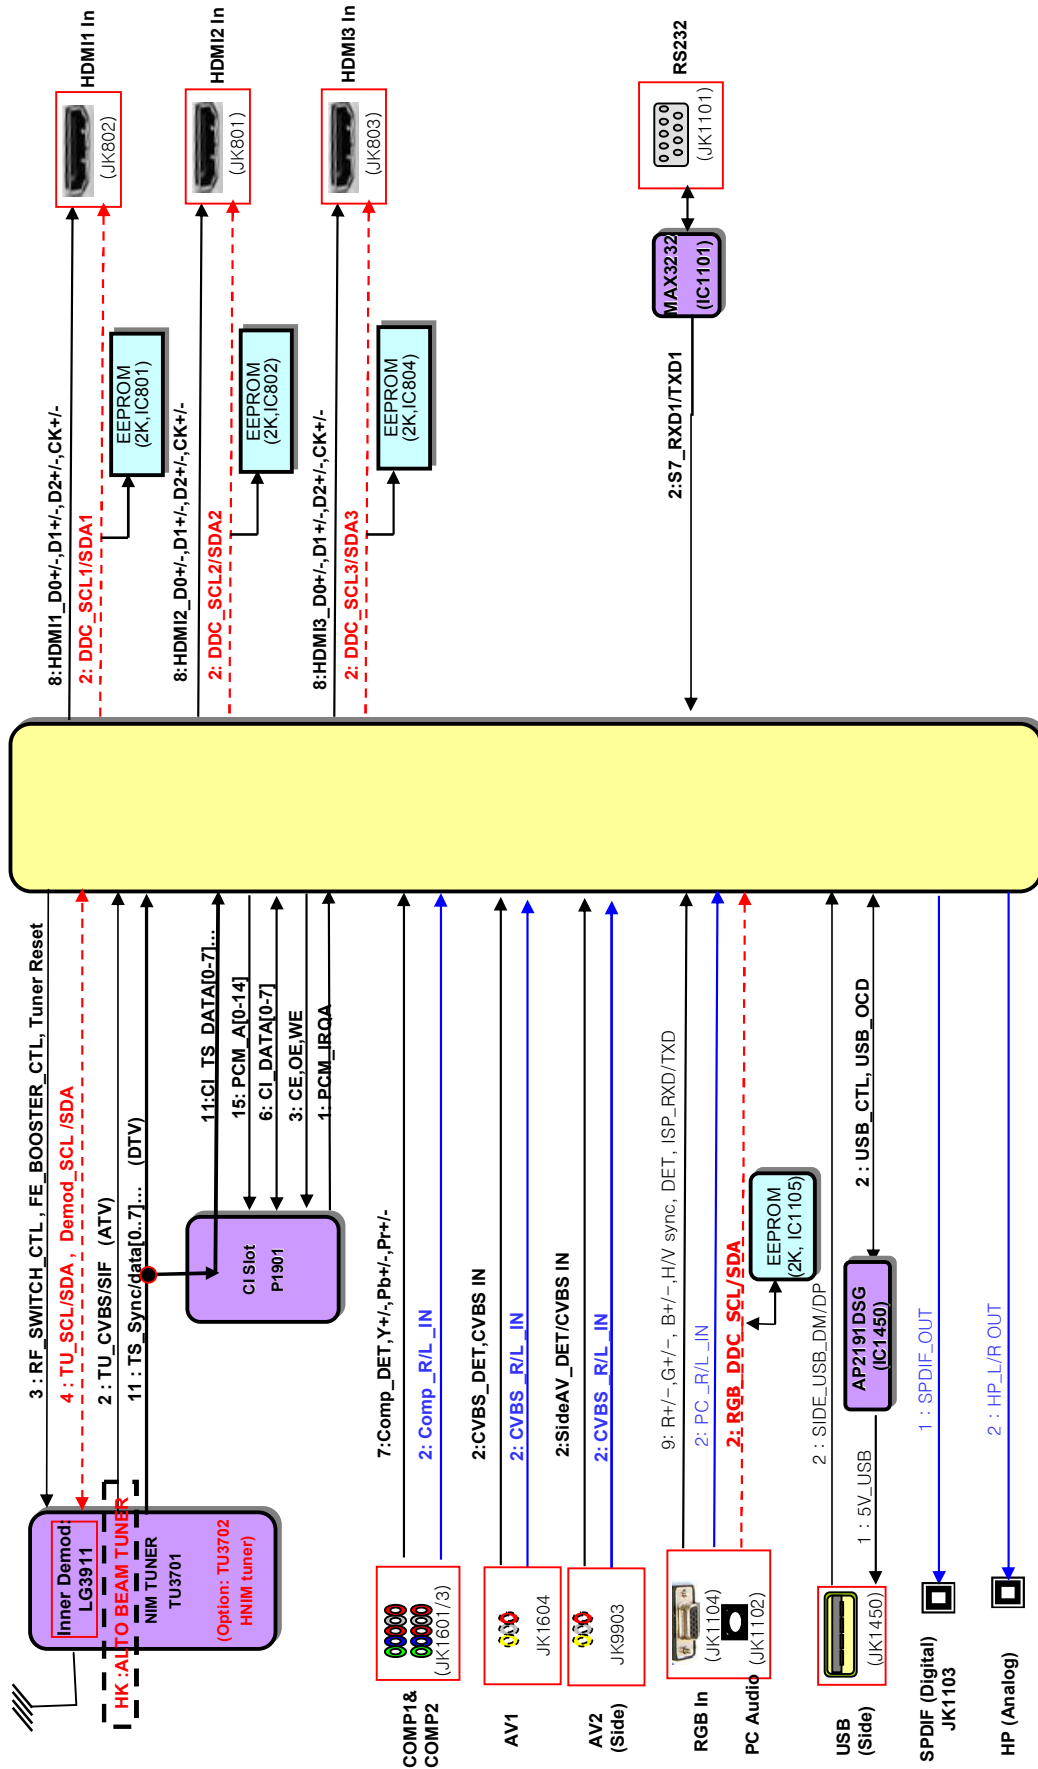 HDMI1 In
(JK802)
8:HDMI1_D0+/-,D1+/-,D2+/-,CK+/-
2: DDC_SCL1/SDA1
EEPROM
(2K,IC801)
HDMI2 In
(JK801)
8:HDMI2_D0+/-,D1+/-,D2+/-,CK+/-
2: DDC_SCL2/SDA2
EEPROM
(2K,IC802)
HDMI3 In
(JK803)
8:HDMI3_D0+/-,D1+/-,D2+/-,CK+/-
2: DDC_SCL3/SDA3
EEPROM
(2K,IC804)
RS232
(JK1101)
MAX3232
(IC1101)
2:S7_RXD1/TXD1
3 : RF_SWITCH_CTL , FE_BOOSTER_CTL, Tuner Reset
4 : TU_SCL/SDA , Demod_SCL /SDA
2 : TU_CVBS/SIF (ATV)
11 : TS_Sync/data[0..7]... (DTV)
Inner Demod:
LG3911
HK :ALTO BEAM TUNER
NIM TUNER
TU3701
(Option: TU3702
HNIM tuner)
CI Slot
P1901
11:CI_TS_DATA[0-7]...
15: PCM_A[0-14]
6: CI_DATA[0-7]
3: CE,OE,WE
1: PCM_IRQA
COMP1&
COMP2
(JK1601/3)
7:Comp_DET,Y+/-,Pb+/-,Pr+/-
2: Comp_R/L_IN
AV1
JK1604
2:CVBS_DET,CVBS IN
2: CVBS_R/L_IN
AV2
(Side)
JK9903
2:SideAV_DET/CVBS IN
2: CVBS_R/L_IN
RGB In
(JK1104)
9: R+/-,G+/-, B+/-,H/V sync, DET, ISP_RXD/TXD
PC Audio
(JK1102)
2: PC_R/L_IN
2: RGB_DDC_SCL/SDA
EEPROM
(2K, IC1105)
USB
(Side)
(JK1450)
2 : SIDE_USB_DM/DP
1 : 5V_USB
AP2191DSG
(IC1450)
2 : USB_CTL, USB_OCD
SPDIF (Digital)
JK1103
1 : SPDIF_OUT
HP (Analog)
2 : HP_L/R OUT